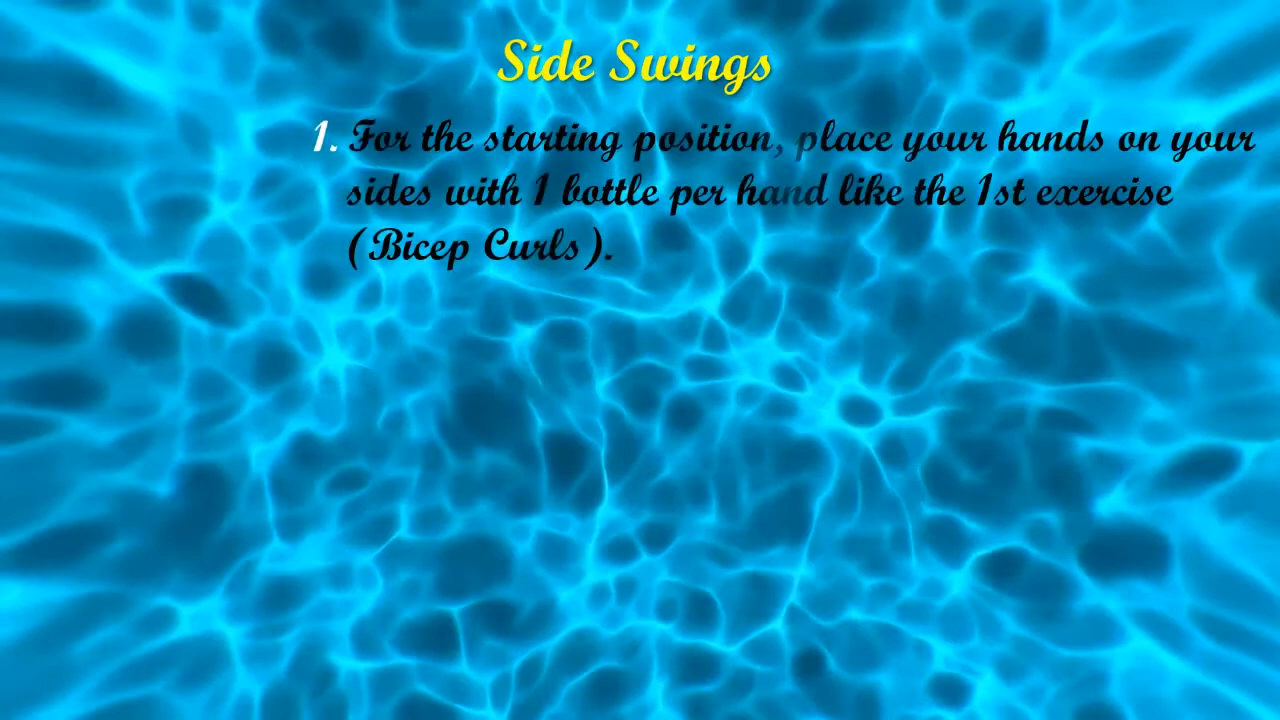 Side Swings
1. For the starting position, place your hands on your
sides with 1 bottle per hand like the 1st exercise
(Bicep Curls).